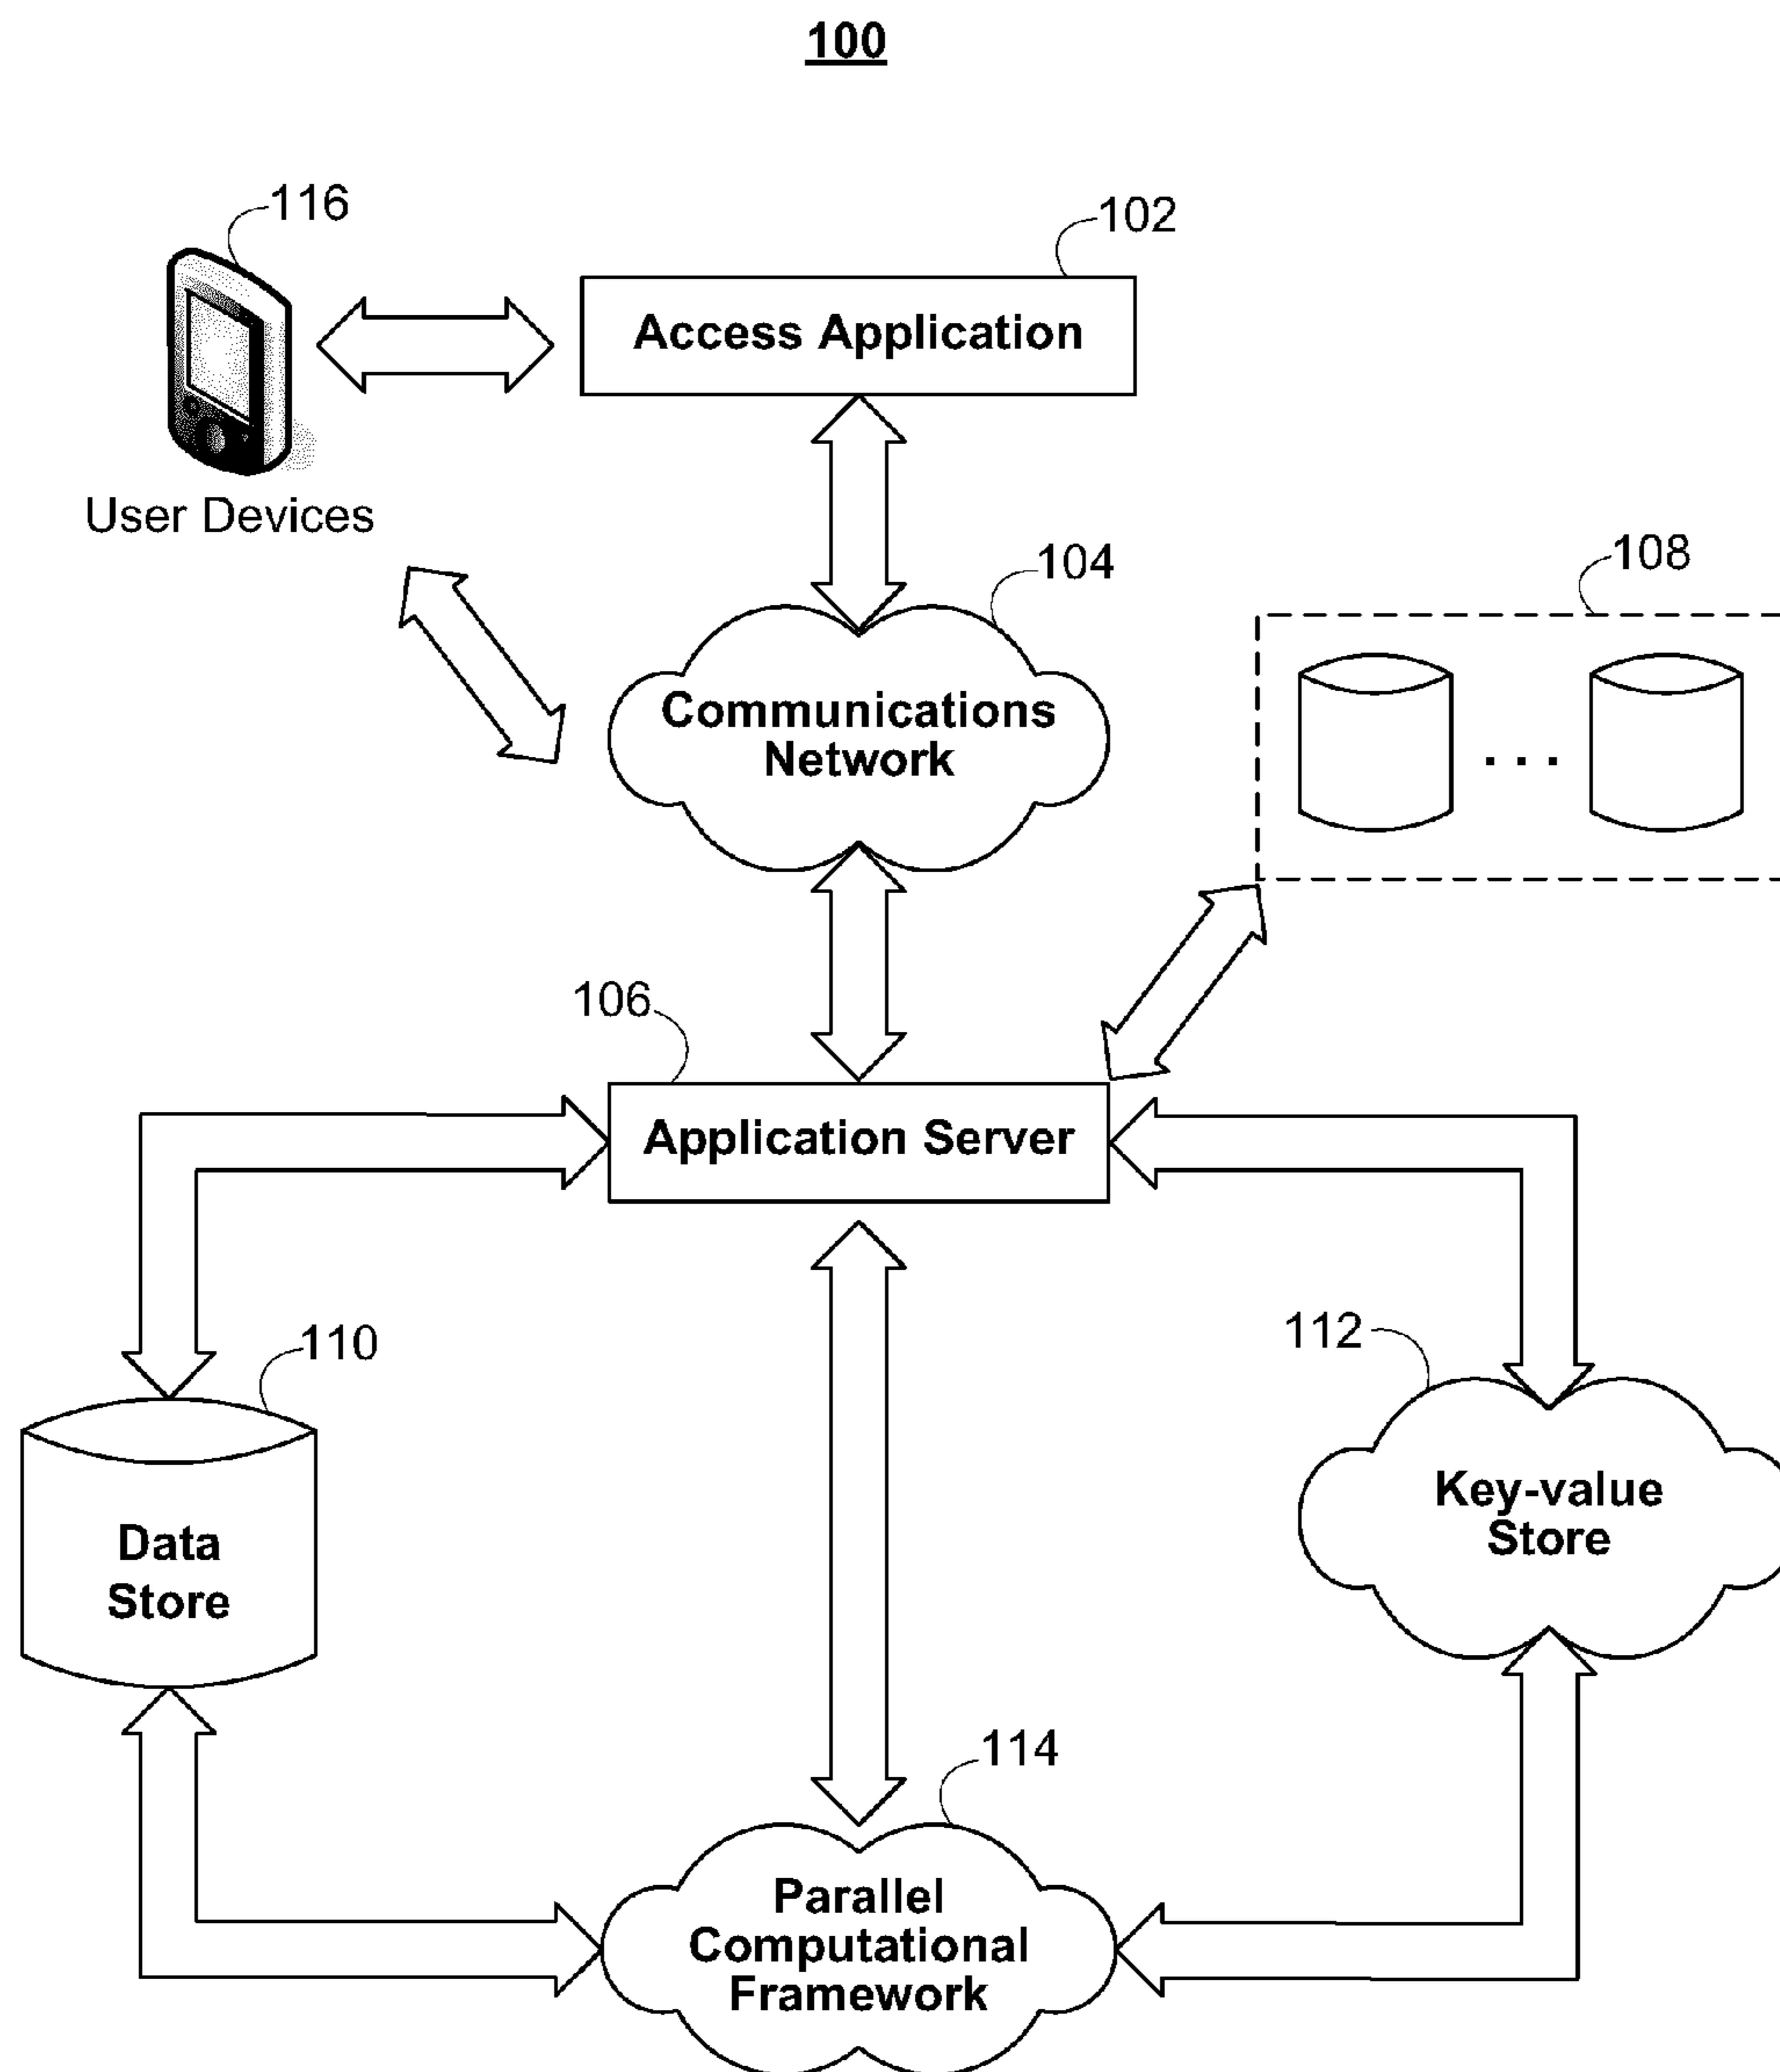 100
116
102
Access Application
User Devices
104
108
Communications
Network
. . .
106
Application Server
110
112
Data
Store
Key-value
Store
114
Parallel
Computational
Framework